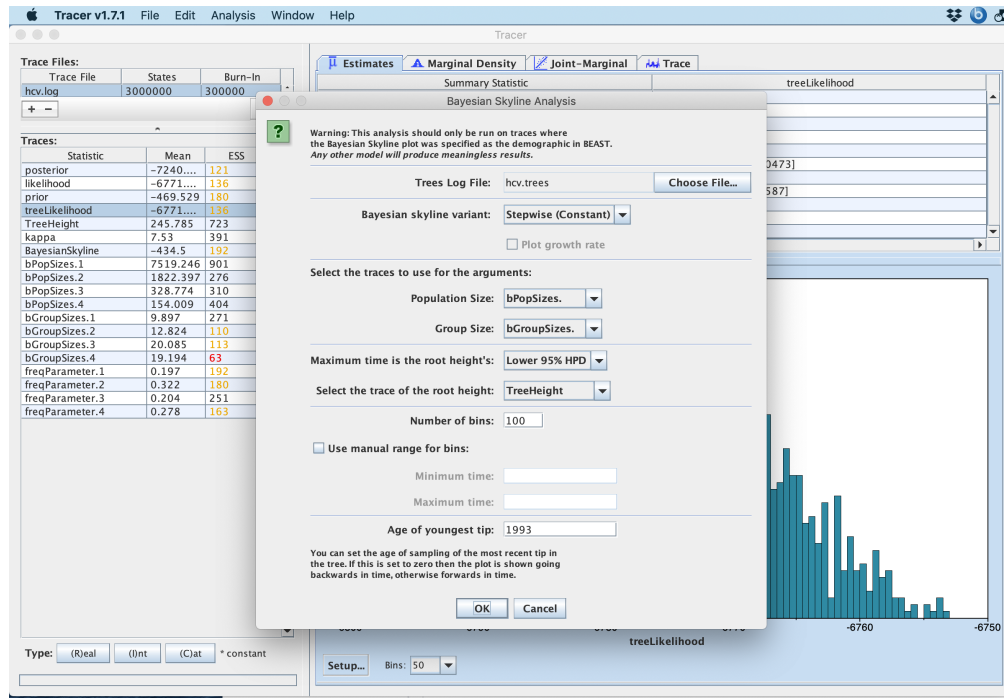 Tracer v1.7.1 File Edit Analysis Window Help
Tracer
Trace Files:
Trace File States Burn-In
hcv.log 3000000 300000 -
+ −
Traces:
Statistic Mean ESS
posterior -7240.... 121
likelihood -6771.... 136
prior -469.529 180
treeLikelihood -6771.... 136
TreeHeight 245.785 723
kappa 7.53 391
BayesianSkyline -434.5 192
bPopSizes.1 7519.246 901
bPopSizes.2 1822.397 276
bPopSizes.3 328.774 310
bPopSizes.4 154.009 404
bGroupSizes.1 9.897 271
bGroupSizes.2 12.824 110
bGroupSizes.3 20.085 113
bGroupSizes.4 19.194 63
freqParameter.1 0.197 192
freqParameter.2 0.322 180
freqParameter.3 0.204 251
freqParameter.4 0.278 163
Type: (R)eal (I)nt (C)at * constant
Estimates Marginal Density Joint-Marginal Trace
Summary Statistic treeLikelihood
0473]
587]
Bayesian Skyline Analysis
?
Warning: This analysis should only be run on traces where
the Bayesian Skyline plot was specified as the demographic in BEAST.
Any other model will produce meaningless results.
Trees Log File: hcv.trees Choose File...
Bayesian skyline variant: Stepwise (Constant)
Plot growth rate
Select the traces to use for the arguments:
Population Size: bPopSizes.
Group Size: bGroupSizes.
Maximum time is the root height's: Lower 95% HPD
Select the trace of the root height: TreeHeight
Number of bins: 100
Use manual range for bins:
Minimum time:
Maximum time:
Age of youngest tip: 1993
You can set the age of sampling of the most recent tip in
the tree. If this is set to zero then the plot is shown going
backwards in time, otherwise forwards in time.
OK Cancel
-6760 -6750
treeLikelihood
Setup... Bins: 50